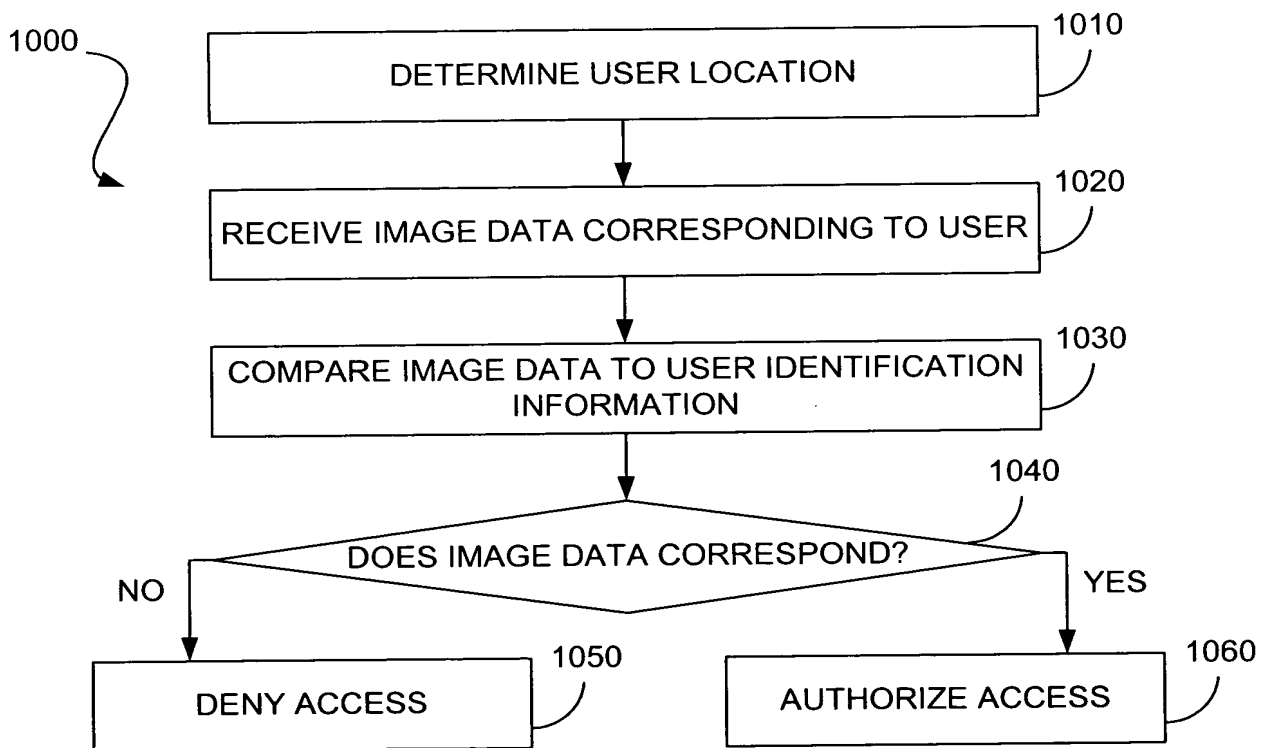 1000
1010
DETERMINE USER LOCATION
1020
RECEIVE IMAGE DATA CORRESPONDING TO USER
1030
COMPARE IMAGE DATA TO USER IDENTIFICATION
INFORMATION
1040
DOES IMAGE DATA CORRESPOND?
NO
YES
1050
DENY ACCESS
1060
AUTHORIZE ACCESS